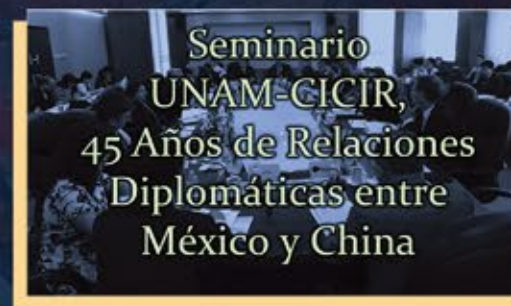 Seminario
UNAM-CICIR,
45 Años de Relaciones
Diplomáticas entre
México y China